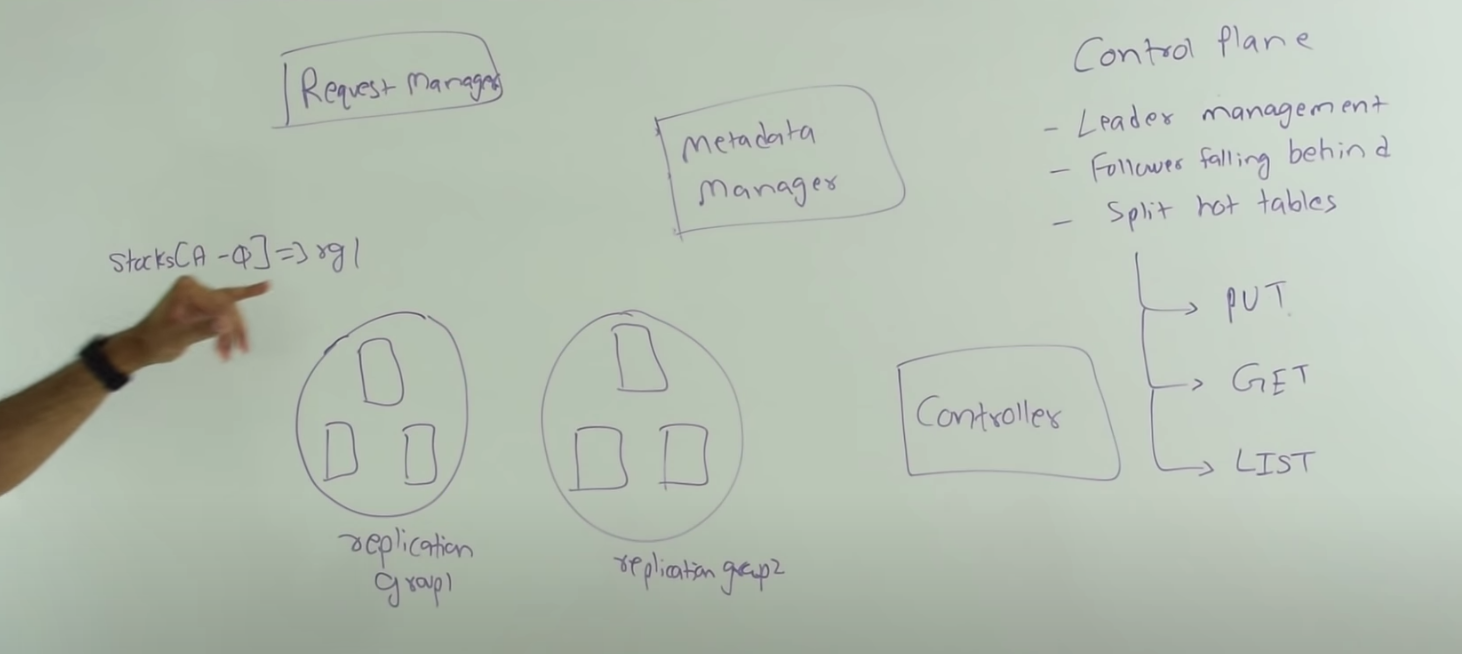 Request Manager
Metadata
Manager
Control Plane
- Leader management
- Follower falling behind
- Split hot tables
PUT
GET
LIST
Stocks[A-Q] => rg1
Controller
replication
group1
replication group2